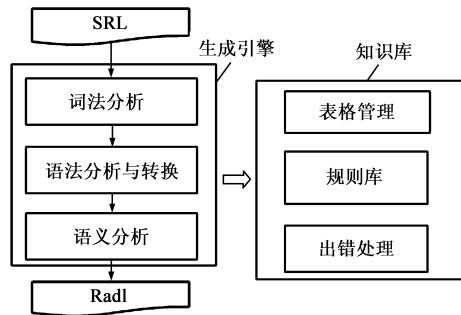 SRL
生成引擎
词法分析
语法分析与转换
语义分析
Radl
知识库
表格管理
规则库
出错处理